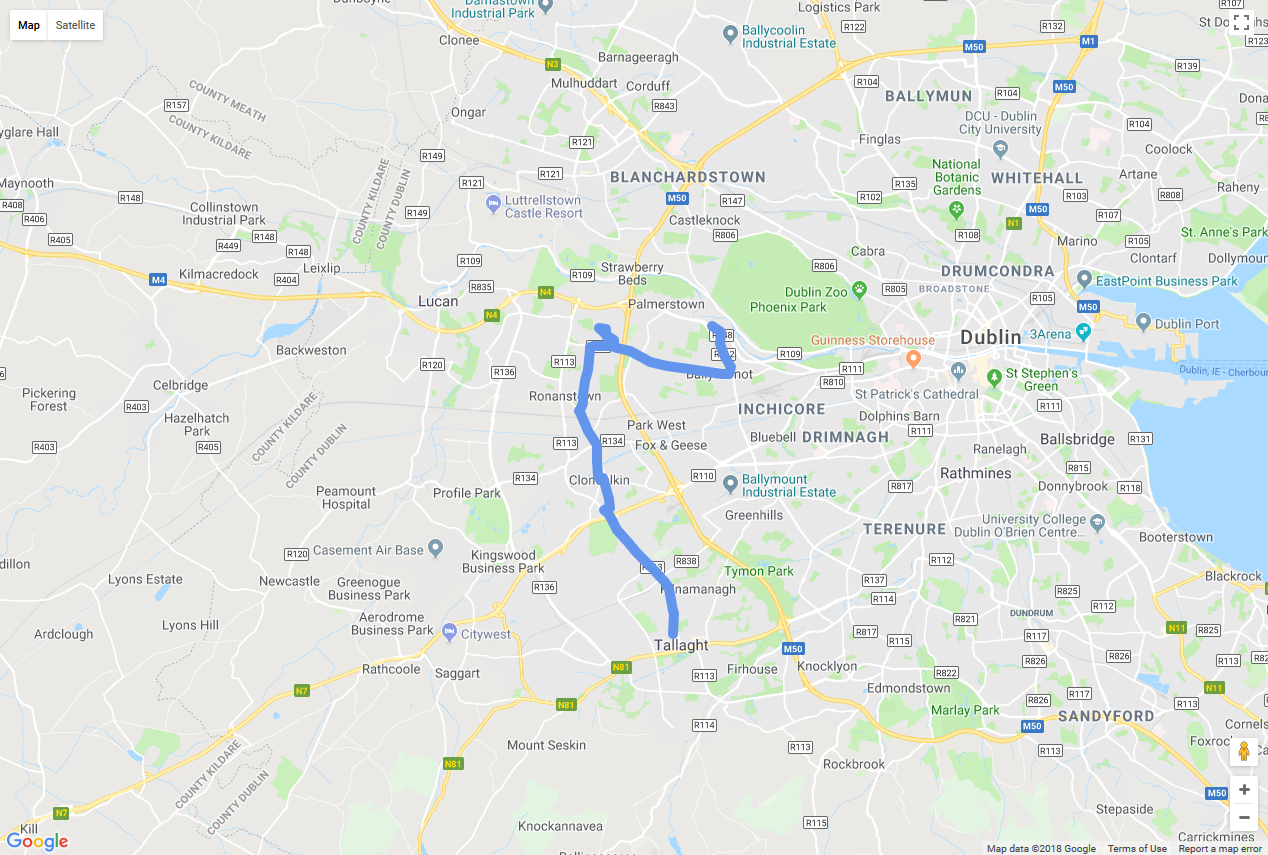 Map
Satellite
Dunboyne
Damastown
Industrial Park
Logistics Park
R107
R122
R132
St Do
Clonee
Ballycoolin
Industrial Estate
M50
M1
R123
N3
Barnageeragh
R139
Mulhuddart
Corduff
R104
M50
R157
COUNTY MEATH
COUNTY KILDARE
R843
BALLYMUN
R104
Dona
yglare Hall
Ongar
DCU - Dublin
City University
R104
R121
Finglas
Coolock
R149
R121
R121
BLANCHARDSTOWN
National
Botanic
Gardens
WHITEHALL
Artane
Maynooth
R148
COUNTY KILDARE
COUNTY DUBLIN
M50
R147
R135
R102
R103
R808
Raheny
R408
R406
Collinstown
Industrial Park
R149
Luttrellstown
Castle Resort
Castleknock
N1
M50
R107
R405
R148
R449
R148
R806
R108
Marino
R105
St. Anne's Park
Cabra
Clontarf
Dollymou
Kilmacredock
Leixlip
R109
R109
Strawberry
Beds
R806
DRUMCONDRA
M4
R404
R835
N4
Dublin Zoo
Phoenix Park
R805
BROADSTONE
EastPoint Business Park
Lucan
Palmerstown
R105
M50
N4
3Arena
Dublin Port
Guinness Storehouse
Dublin
Backweston
R113
R109
R120
R136
R111
Dublin, IE - Cherbour
Celbridge
R810
St Stephen's
Green
Pickering
Forest
Ronanstown
St Patrick's Cathedral
R403
Hazelhatch
Park
COUNTY KILDARE
COUNTY DUBLIN
INCHICORE
Dolphins Barn
R111
Park West
R111
R403
R405
R113
R134
Fox & Geese
Bluebell
DRIMNAGH
Ranelagh
Ballsbridge
R131
R134
R110
Rathmines
R815
Peamount
Hospital
Profile Park
Ballymount
Industrial Estate
R817
Donnybrook
R118
Greenhills
TERENURE
University College
Dublin O'Brien Centre...
Booterstown
R120
Casement Air Base
Kingswood
Business Park
R838
R112
Lyons Estate
Newcastle
Greenogue
Business Park
R136
Tymon Park
R137
R825
Blackrock
R114
R112
Ardclough
Lyons Hill
Aerodrome
Business Park
Citywest
R821
DUNDRUM
R817
R115
R117
N11
R825
Tallaght
M50
R826
R826
R113
Rathcoole
Saggart
N81
R113
Firhouse
Knocklyon
R822
N7
N81
Edmondstown
R826
R117
N11
R114
Marlay Park
SANDYFORD
R113
Mount Seskin
R113
M50
R113
Cornels
Foxroc
COUNTY KILDARE
COUNTY DUBLIN
N81
Rockbrook
M50
N7
Stepaside
Kill
Knockannavea
R115
Carrickmines
Google
Map data ©2018 Google
Terms of Use
Report a map error